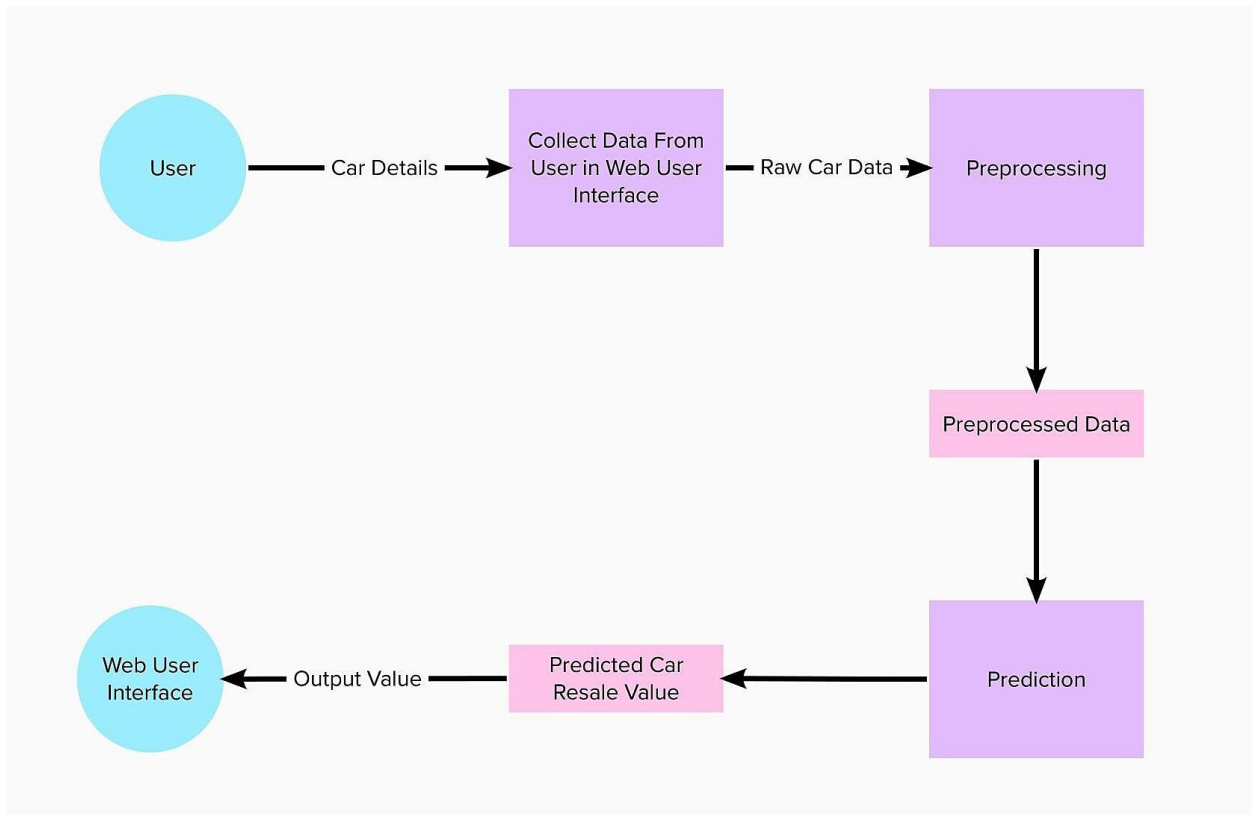 User
Car Details
Collect Data From
User in Web User
Interface
Raw Car Data
Preprocessing
Preprocessed Data
Prediction
Predicted Car
Resale Value
Output Value
Web User
Interface